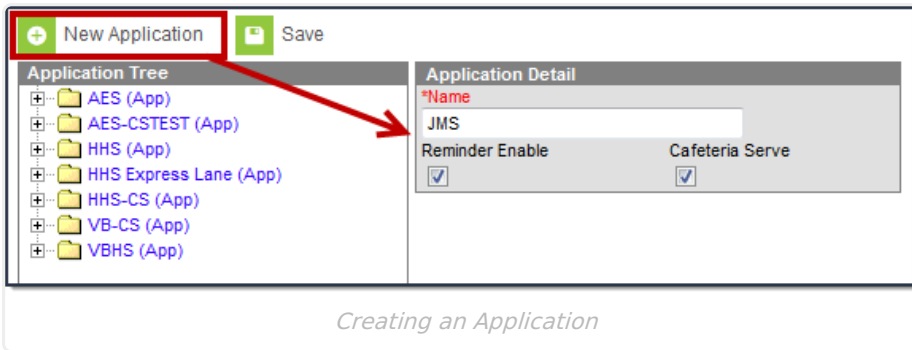 New Application Save
Application Tree
AES (App)
AES-CSTEST (App)
HHS (App)
HHS Express Lane (App)
HHS-CS (App)
VB-CS (App)
VBHS (App)
Application Detail
*Name
JMS
Reminder Enable Cafeteria Serve
Creating an Application